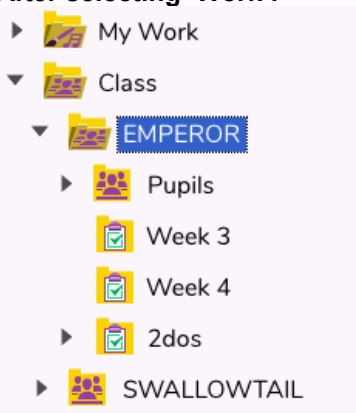 My Work
Class
EMPEROR
Pupils
Week 3
Week 4
2dos
SWALLOWTAIL